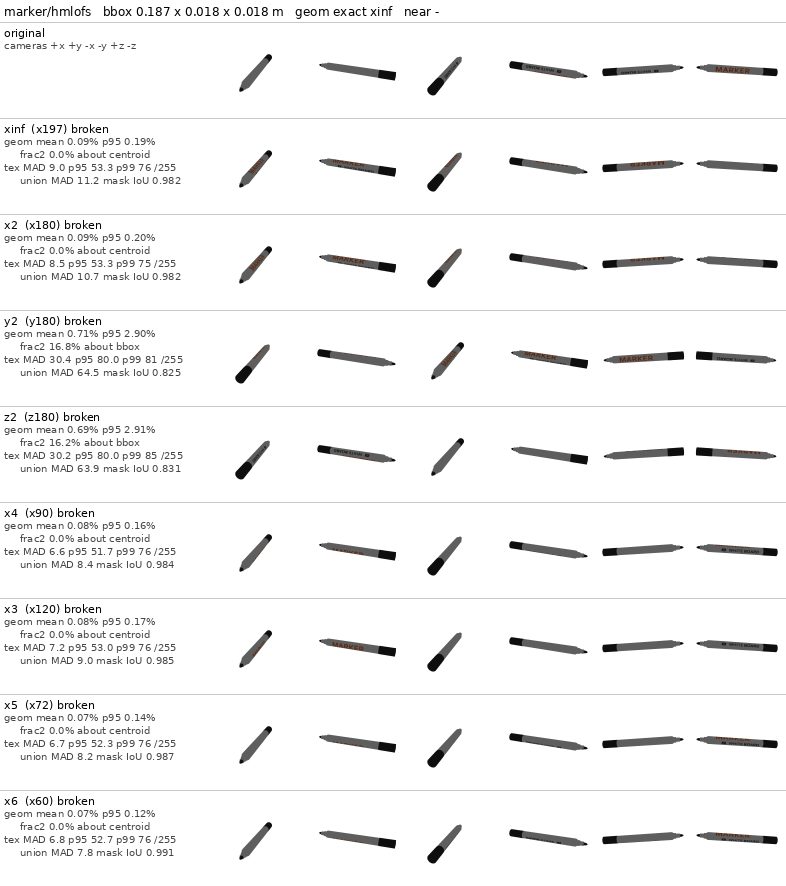 marker/hmlofs bbox 0.187 x 0.018 x 0.018 m geom exact xinf near -
original
cameras +x +y -x -y +z -z
MARKER
xinf (x197) broken
geom mean 0.09% p95 0.19%
frac2 0.0% about centroid
tex MAD 9.0 p95 53.3 p99 76 /255
union MAD 11.2 mask IoU 0.982
x2 (x180) broken
geom mean 0.09% p95 0.20%
frac2 0.0% about centroid
tex MAD 8.5 p95 53.3 p99 75 /255
union MAD 10.7 mask IoU 0.982
y2 (y180) broken
geom mean 0.71% p95 2.90%
frac2 16.8% about bbox
tex MAD 30.4 p95 80.0 p99 81 /255
union MAD 64.5 mask IoU 0.825
MARKER MARKER
z2 (z180) broken
geom mean 0.69% p95 2.91%
frac2 16.2% about bbox
tex MAD 30.2 p95 80.0 p99 85 /255
union MAD 63.9 mask IoU 0.831
x4 (x90) broken
geom mean 0.08% p95 0.16%
frac2 0.0% about centroid
tex MAD 6.6 p95 51.7 p99 76 /255
union MAD 8.4 mask IoU 0.984
WHITE BOARD
x3 (x120) broken
geom mean 0.08% p95 0.17%
frac2 0.0% about centroid
tex MAD 7.2 p95 53.0 p99 76 /255
union MAD 9.0 mask IoU 0.985
MARKER WHITE BOARD
x5 (x72) broken
geom mean 0.07% p95 0.14%
frac2 0.0% about centroid
tex MAD 6.7 p95 52.3 p99 76 /255
union MAD 8.2 mask IoU 0.987
WHITE BOARD
x6 (x60) broken
geom mean 0.07% p95 0.12%
frac2 0.0% about centroid
tex MAD 6.8 p95 52.7 p99 76 /255
union MAD 7.8 mask IoU 0.991
MARKER